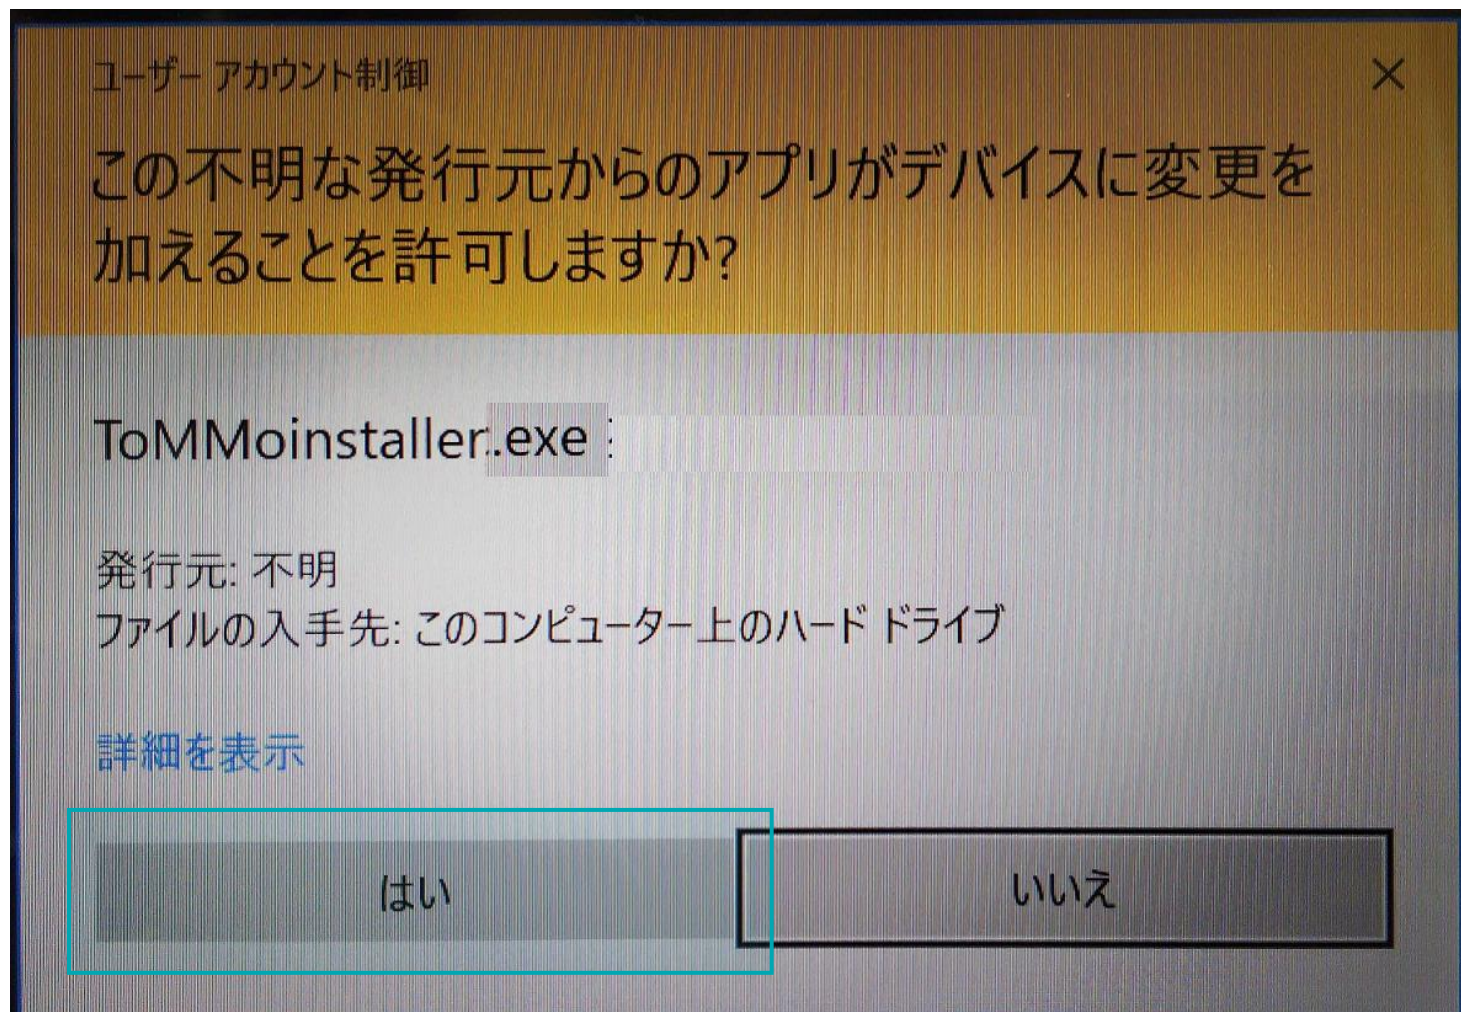 ユーザー アカウント制御
この不明な発行元からのアプリがデバイスに変更を
加えることを許可しますか?
ToMMoinstaller.exe
発行元: 不明
ファイルの入手先: このコンピューター上のハード ドライブ
詳細を表示
はい
いいえ